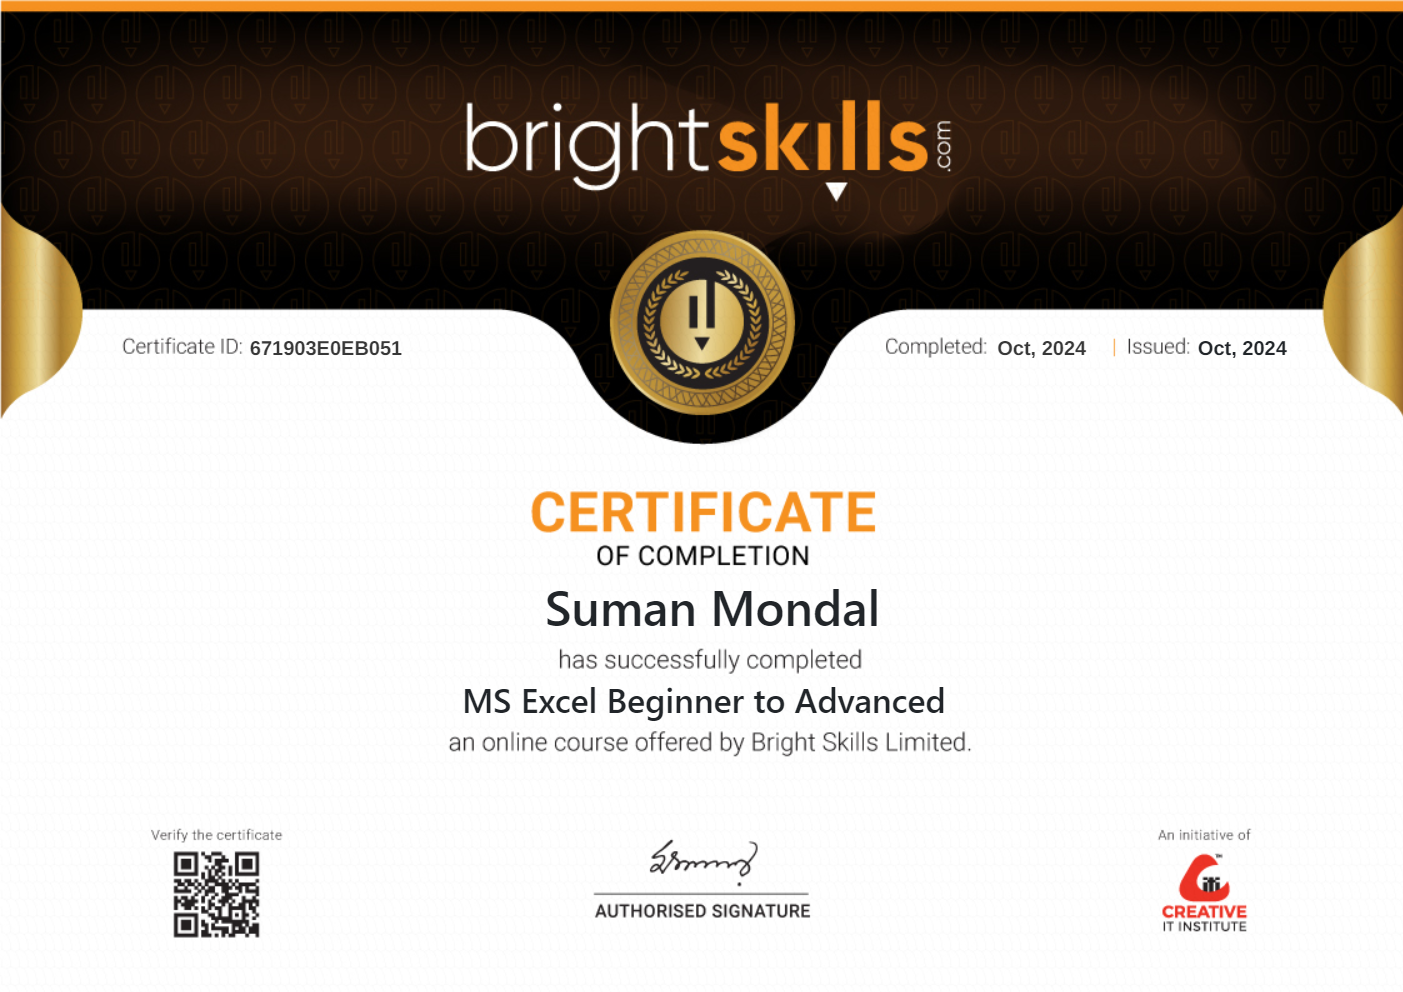 brightskills.com
Certificate ID: 671903E0EB051
Completed: Oct, 2024 | Issued: Oct, 2024
CERTIFICATE
OF COMPLETION
Suman Mondal
has successfully completed
MS Excel Beginner to Advanced
an online course offered by Bright Skills Limited.
Verify the certificate
AUTHORISED SIGNATURE
An initiative of
CREATIVE
IT INSTITUTE